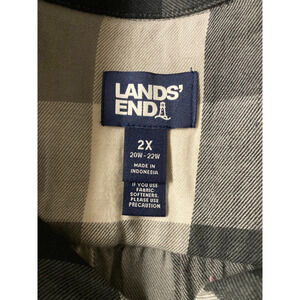 LANDS'
END
2X
20W - 22W
MADE IN
INDONESIA
IF YOU USE
FABRIC
SOFTENERS,
PLEASE USE
PRECAUTION